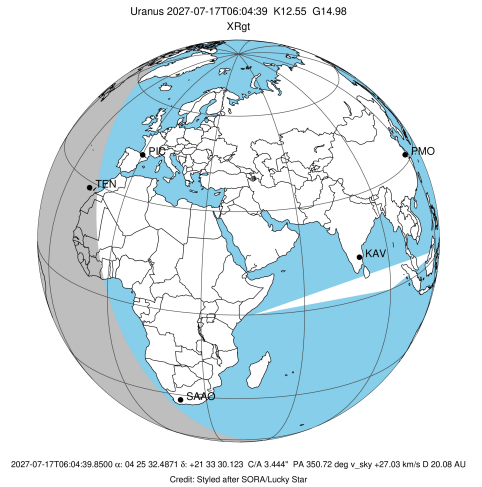 Uranus 2027-07-17T06:04:39 K12.55 G14.98
XRgt
PIC
PMO
TEN
KAV
SAAO
2027-07-17T06:04:39.8500 α: 04 25 32.4871 δ: +21 33 30.123 C/A 3.444" PA 350.72 deg v_sky +27.03 km/s D 20.08 AU
Credit: Styled after SORA/Lucky Star